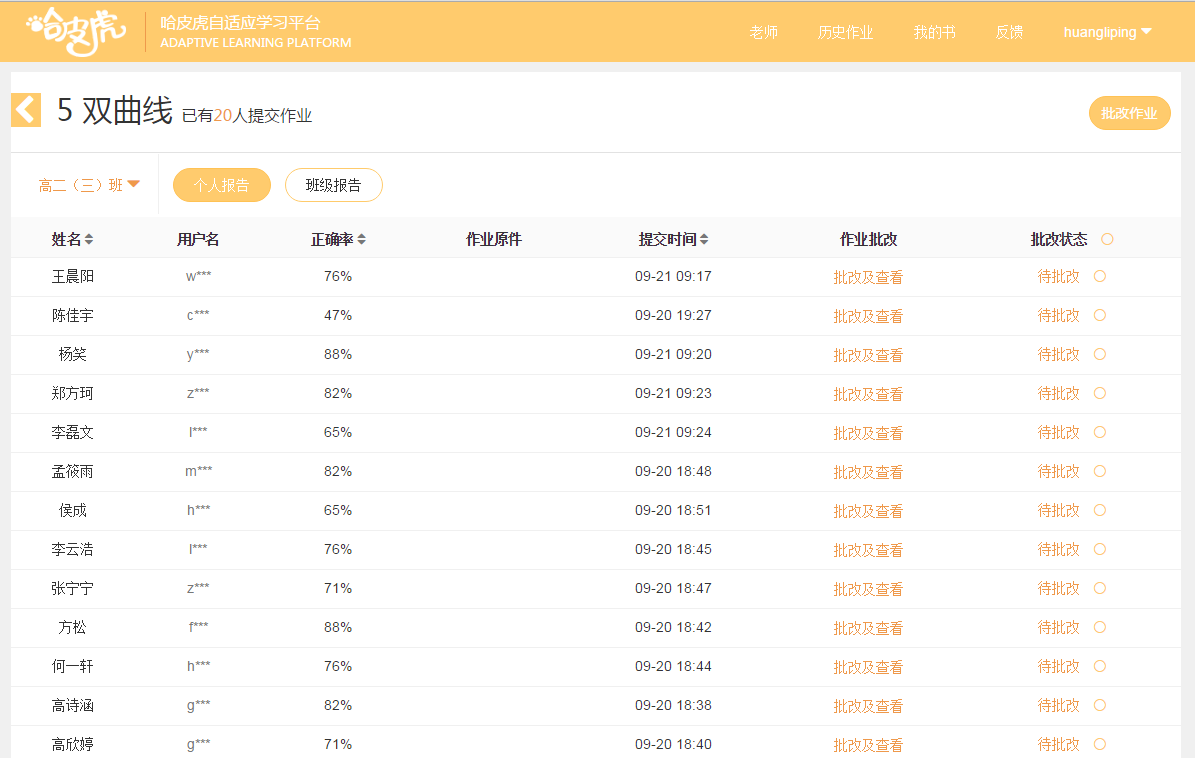 哈皮虎
哈皮虎自适应学习平台
ADAPTIVE LEARNING PLATFORM
老师 历史作业 我的书 反馈 huangliping
5 双曲线 已有20人提交作业
批改作业
高二（三）班 个人报告 班级报告
姓名 用户名 正确率 作业原件 提交时间 作业批改 批改状态
王晨阳 w*** 76% 09-21 09:17 批改及查看 待批改
陈佳宇 c*** 47% 09-20 19:27 批改及查看 待批改
杨笑 y*** 88% 09-21 09:20 批改及查看 待批改
郑方珂 z*** 82% 09-21 09:23 批改及查看 待批改
李磊文 l*** 65% 09-21 09:24 批改及查看 待批改
孟筱雨 m*** 82% 09-20 18:48 批改及查看 待批改
侯成 h*** 65% 09-20 18:51 批改及查看 待批改
李云浩 l*** 76% 09-20 18:45 批改及查看 待批改
张宁宁 z*** 71% 09-20 18:47 批改及查看 待批改
方松 f*** 88% 09-20 18:42 批改及查看 待批改
何一轩 h*** 76% 09-20 18:44 批改及查看 待批改
高诗涵 g*** 82% 09-20 18:38 批改及查看 待批改
高欣婷 g*** 71% 09-20 18:40 批改及查看 待批改